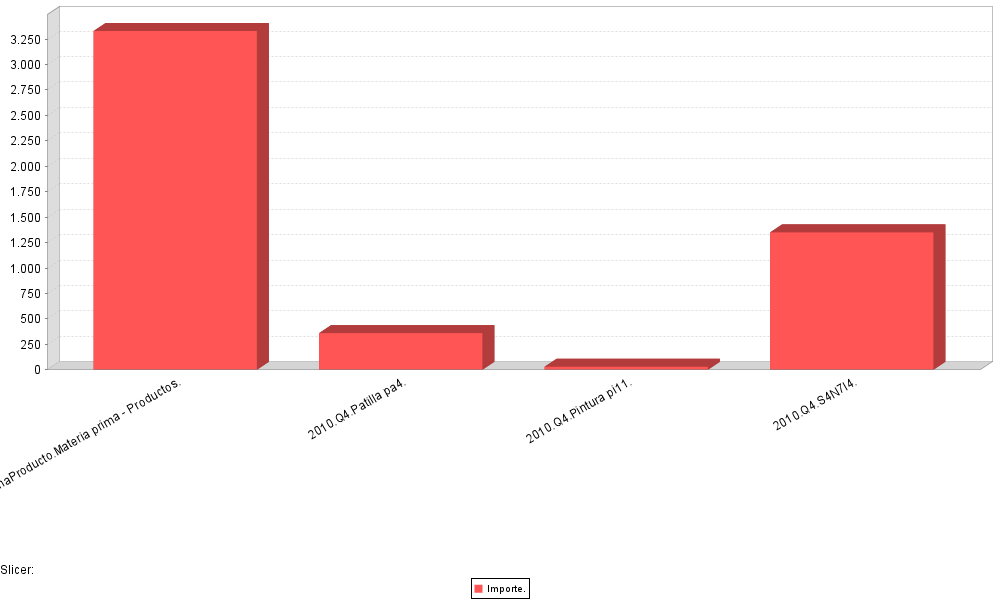 3.250
3.000
2.750
2.500
2.250
2.000
1.750
1.500
1.250
1.000
750
500
250
0
naProducto.Materia prima - Productos.
2010.Q4.Patilla pa4.
2010.Q4.Pintura pi11.
2010.Q4.S4N7I4.
Slicer:
Importe.